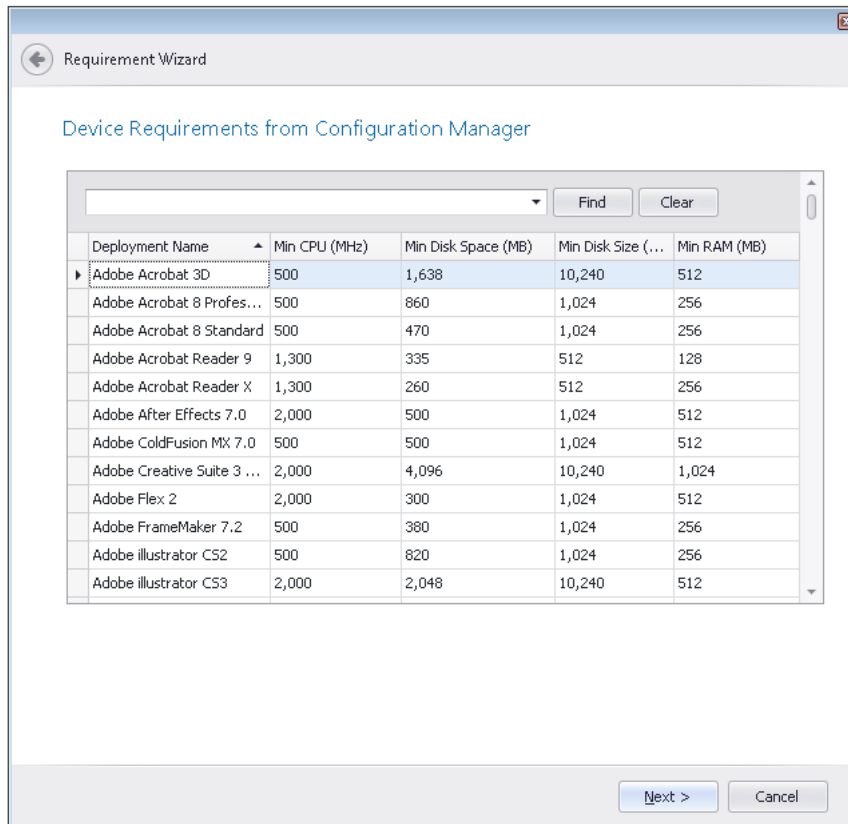 Requirement Wizard
Device Requirements from Configuration Manager
Find Clear
Deployment Name Min CPU (MHz) Min Disk Space (MB) Min Disk Size (... Min RAM (MB)
Adobe Acrobat 3D 500 1,638 10,240 512
Adobe Acrobat 8 Profes... 500 860 1,024 256
Adobe Acrobat 8 Standard 500 470 1,024 256
Adobe Acrobat Reader 9 1,300 335 512 128
Adobe Acrobat Reader X 1,300 260 512 256
Adobe After Effects 7.0 2,000 500 1,024 512
Adobe ColdFusion MX 7.0 500 500 1,024 512
Adobe Creative Suite 3 ... 2,000 4,096 10,240 1,024
Adobe Flex 2 2,000 300 1,024 512
Adobe FrameMaker 7.2 500 380 1,024 256
Adobe illustrator CS2 500 820 1,024 256
Adobe illustrator CS3 2,000 2,048 10,240 512
Next > Cancel